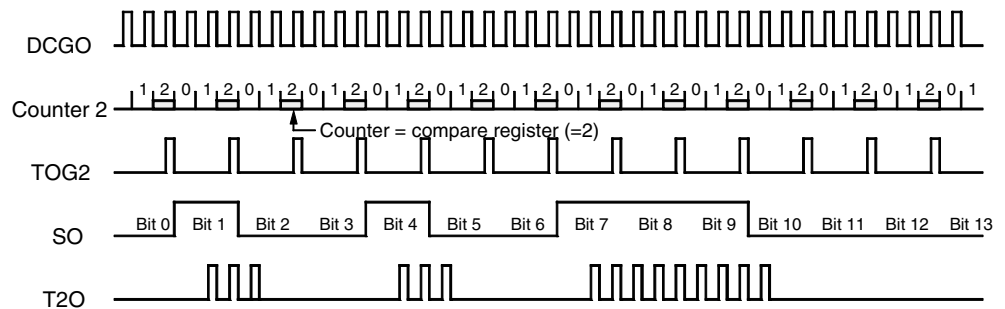 DCGO
1 2 0 1 2 0 1 2 0 1 2 0 1 2 0 1 2 0 1 2 0 1 2 0 1 2 0 1 2 0 1 2 0 1 2 0 1 2 0 1
Counter 2
Counter = compare register (=2)
TOG2
SO
Bit 0 Bit 1 Bit 2 Bit 3 Bit 4 Bit 5 Bit 6 Bit 7 Bit 8 Bit 9 Bit 10 Bit 11 Bit 12 Bit 13
T2O